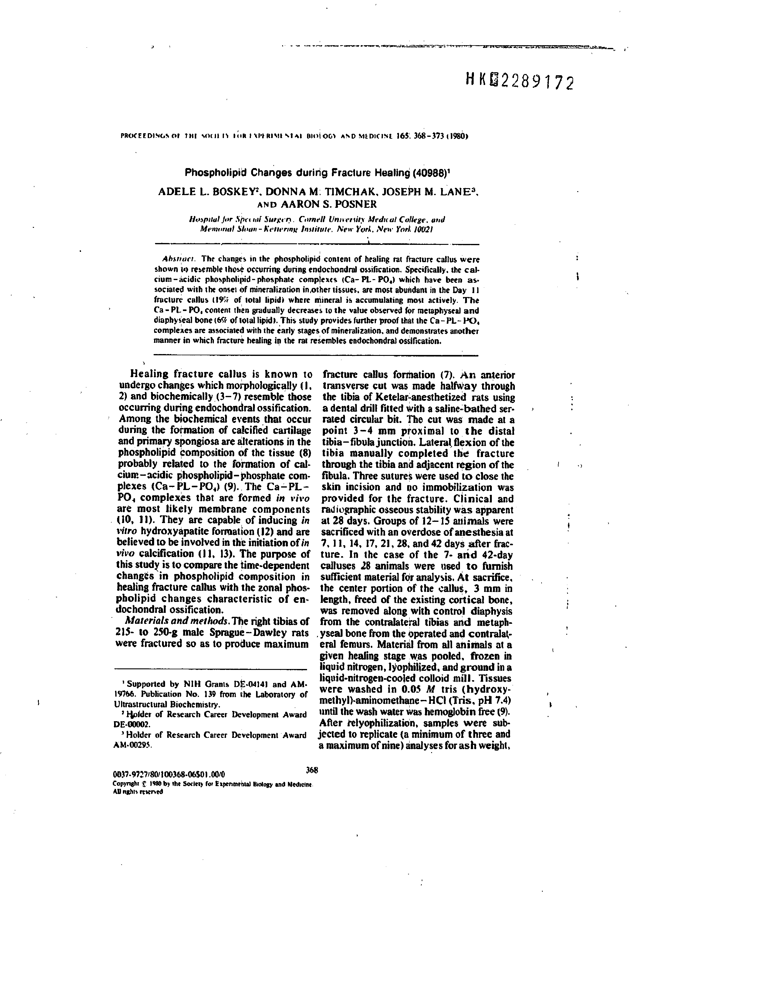 HK02289172
PROCEEDINGS OF THE SOCIETY FOR EXPERIMENTAL BIOLOGY AND MEDICINE 165, 368-373 (1980)
Phospholipid Changes during Fracture Healing (40988)¹
ADELE L. BOSKEY², DONNA M. TIMCHAK, JOSEPH M. LANE³,
AND AARON S. POSNER
Hospital for Special Surgery, Cornell University Medical College, and
Memorial Sloan-Kettering Institute, New York, New York 10021
Abstract. The changes in the phospholipid content of healing rat fracture callus were
shown to resemble those occurring during endochondral ossification. Specifically, the cal-
cium-acidic phospholipid-phosphate complexes (Ca-PL-PO₄) which have been as-
sociated with the onset of mineralization in other tissues, are most abundant in the Day 11
fracture callus (19% of total lipid) where mineral is accumulating most actively. The
Ca-PL-PO₄ content then gradually decreases to the value observed for metaphyseal and
diaphyseal bone (6% of total lipid). This study provides further proof that the Ca-PL-PO₄
complexes are associated with the early stages of mineralization, and demonstrates another
manner in which fracture healing in the rat resembles endochondral ossification.
Healing fracture callus is known to
undergo changes which morphologically (1,
2) and biochemically (3-7) resemble those
occurring during endochondral ossification.
Among the biochemical events that occur
during the formation of calcified cartilage
and primary spongiosa are alterations in the
phospholipid composition of the tissue (8)
probably related to the formation of cal-
cium-acidic phospholipid-phosphate com-
plexes (Ca-PL-PO₄) (9). The Ca-PL-
PO₄ complexes that are formed in vivo
are most likely membrane components
(10, 11). They are capable of inducing in
vitro hydroxyapatite formation (12) and are
believed to be involved in the initiation of in
vivo calcification (11, 13). The purpose of
this study is to compare the time-dependent
changes in phospholipid composition in
healing fracture callus with the zonal phos-
pholipid changes characteristic of en-
dochondral ossification.
Materials and methods. The right tibias of
215- to 250-g male Sprague-Dawley rats
were fractured so as to produce maximum
¹ Supported by NIH Grants DE-04141 and AM-
19766. Publication No. 139 from the Laboratory of
Ultrastructural Biochemistry.
² Holder of Research Career Development Award
DE-00002.
³ Holder of Research Career Development Award
AM-00295.
fracture callus formation (7). An anterior
transverse cut was made halfway through
the tibia of Ketelar-anesthetized rats using
a dental drill fitted with a saline-bathed ser-
rated circular bit. The cut was made at a
point 3-4 mm proximal to the distal
tibia-fibula junction. Lateral flexion of the
tibia manually completed the fracture
through the tibia and adjacent region of the
fibula. Three sutures were used to close the
skin incision and no immobilization was
provided for the fracture. Clinical and
radiographic osseous stability was apparent
at 28 days. Groups of 12-15 animals were
sacrificed with an overdose of anesthesia at
7, 11, 14, 17, 21, 28, and 42 days after frac-
ture. In the case of the 7- and 42-day
calluses 28 animals were used to furnish
sufficient material for analysis. At sacrifice,
the center portion of the callus, 3 mm in
length, freed of the existing cortical bone,
was removed along with control diaphysis
from the contralateral tibias and metaph-
yseal bone from the operated and contralat-
eral femurs. Material from all animals at a
given healing stage was pooled, frozen in
liquid nitrogen, lyophilized, and ground in a
liquid-nitrogen-cooled colloid mill. Tissues
were washed in 0.05 M tris (hydroxy-
methyl)-aminomethane-HCl (Tris, pH 7.4)
until the wash water was hemoglobin free (9).
After relyophilization, samples were sub-
jected to replicate (a minimum of three and
a maximum of nine) analyses for ash weight,
368
0037-9727/80/100368-06$01.00/0
Copyright © 1980 by the Society for Experimental Biology and Medicine
All rights reserved